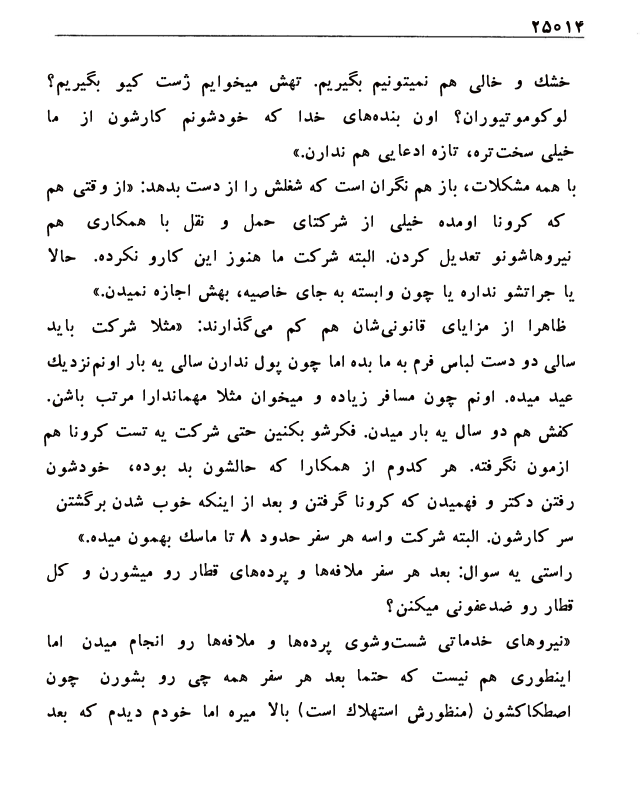 ۲۵۰۱۴
خشك و خالی هم نمیتونیم بگیریم. تهش میخوایم ژست کیو بگیریم؟
لوکوموتیوران؟ اون بنده‌های خدا که خودشونم کارشون از ما
خیلی سخت‌تره، تازه ادعایی هم ندارن.»
با همه مشکلات، باز هم نگران است که شغلش را از دست بدهد: «از وقتی هم
که کرونا اومده خیلی از شرکتای حمل و نقل با همکاری هم
نیروهاشونو تعدیل کردن. البته شرکت ما هنوز این کارو نکرده. حالا
یا جراتشو نداره یا چون وابسته به جای خاصیه، بهش اجازه نمیدن.»
ظاهرا از مزایای قانونی‌شان هم کم می‌گذارند: «مثلا شرکت باید
سالی دو دست لباس فرم به ما بده اما چون پول ندارن سالی یه بار اونم‌نزدیك
عید میده. اونم چون مسافر زیاده و میخوان مثلا مهماندارا مرتب باشن.
کفش هم دو سال یه بار میدن. فکرشو بکنین حتی شرکت یه تست کرونا هم
ازمون نگرفته. هر کدوم از همکارا که حالشون بد بوده، خودشون
رفتن دکتر و فهمیدن که کرونا گرفتن و بعد از اینکه خوب شدن برگشتن
سر کارشون. البته شرکت واسه هر سفر حدود ۸ تا ماسك بهمون میده.»
راستی یه سوال: بعد هر سفر ملافه‌ها و پرده‌های قطار رو میشورن و کل
قطار رو ضدعفونی میکنن؟
«نیروهای خدماتی شست‌وشوی پرده‌ها و ملافه‌ها رو انجام میدن اما
اینطوری هم نیست که حتما بعد هر سفر همه چی رو بشورن چون
اصطکاکشون (منظورش استهلاك است) بالا میره اما خودم دیدم که بعد